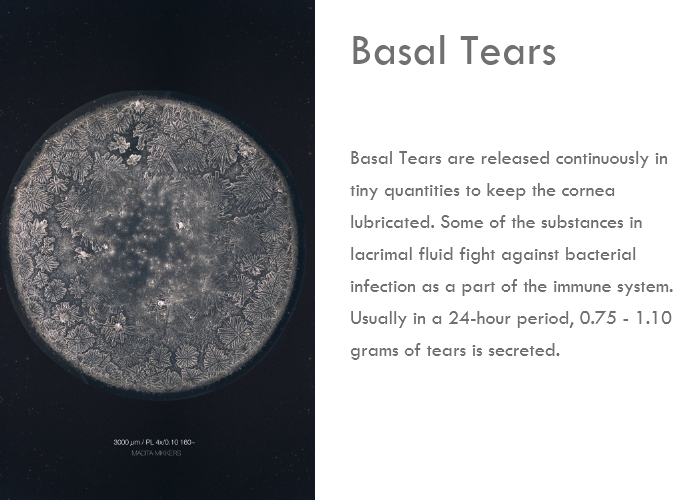 Basal Tears
Basal Tears are released continuously in
tiny quantities to keep the cornea
lubricated. Some of the substances in
lacrimal fluid fight against bacterial
infection as a part of the immune system.
Usually in a 24-hour period, 0.75 - 1.10
grams of tears is secreted.
3000 µm / PL 4x/0.10 160–